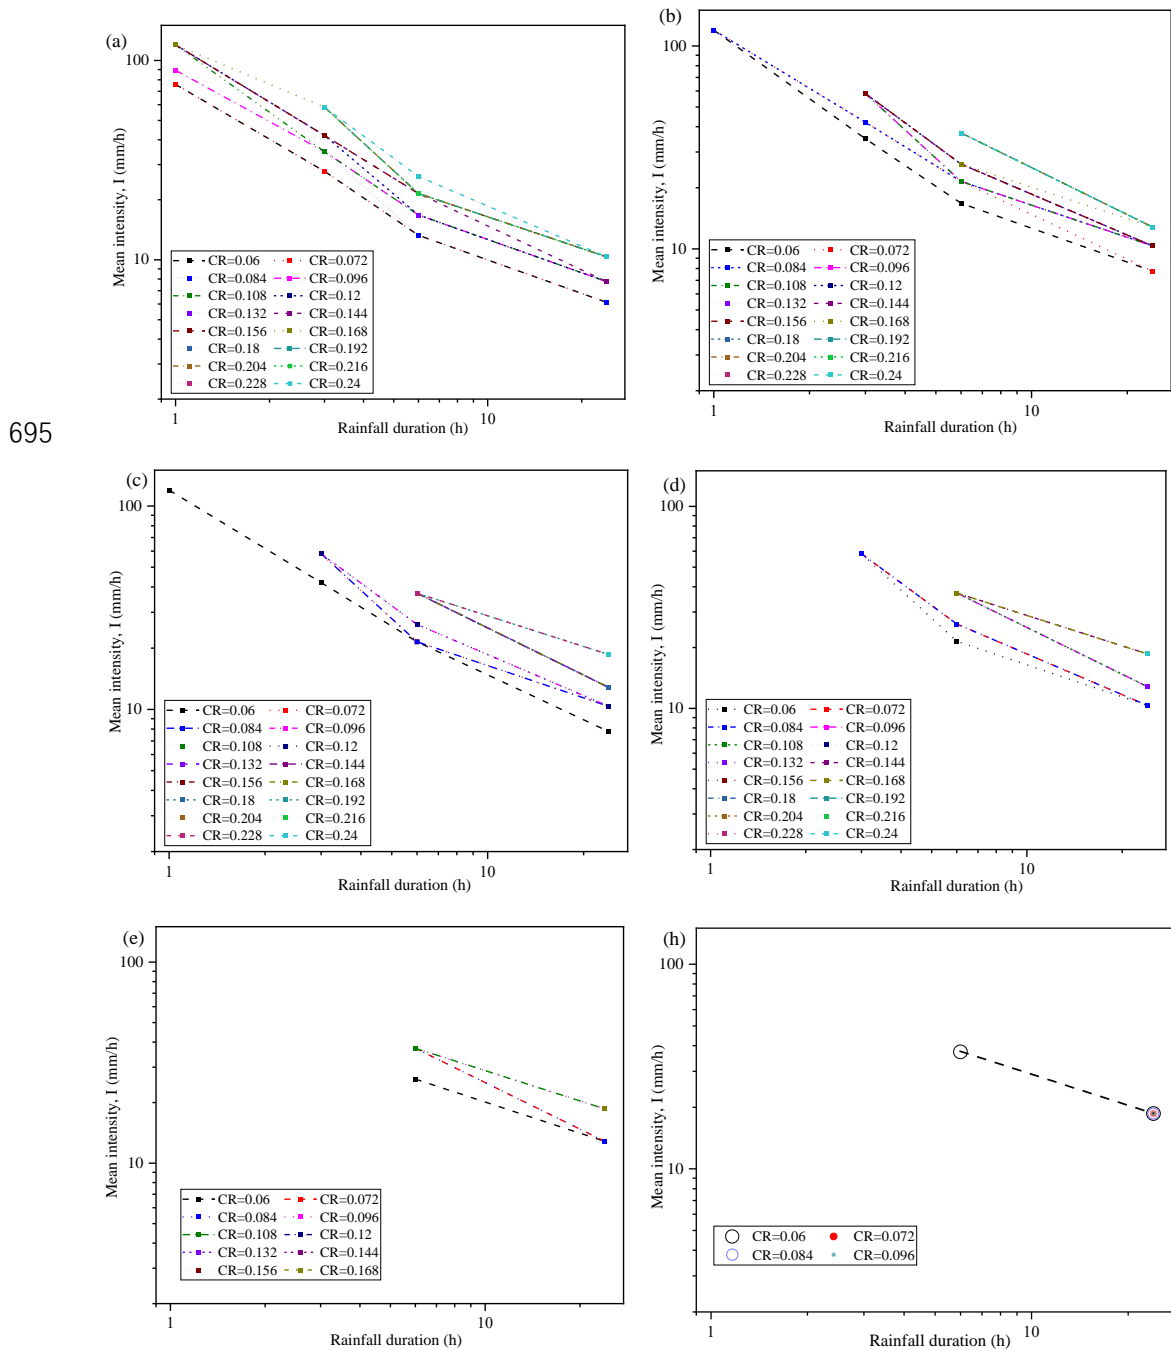 (a)
Mean intensity, I (mm/h)
100
10
CR=0.06 CR=0.072
CR=0.084 CR=0.096
CR=0.108 CR=0.12
CR=0.132 CR=0.144
CR=0.156 CR=0.168
CR=0.18 CR=0.192
CR=0.204 CR=0.216
CR=0.228 CR=0.24
1 10
Rainfall duration (h)
(b)
Mean intensity, I (mm/h)
100
10
CR=0.06 CR=0.072
CR=0.084 CR=0.096
CR=0.108 CR=0.12
CR=0.132 CR=0.144
CR=0.156 CR=0.168
CR=0.18 CR=0.192
CR=0.204 CR=0.216
CR=0.228 CR=0.24
1 10
Rainfall duration (h)
695
(c)
Mean intensity, I (mm/h)
100
10
CR=0.06 CR=0.072
CR=0.084 CR=0.096
CR=0.108 CR=0.12
CR=0.132 CR=0.144
CR=0.156 CR=0.168
CR=0.18 CR=0.192
CR=0.204 CR=0.216
CR=0.228 CR=0.24
1 10
Rainfall duration (h)
(d)
Mean intensity, I (mm/h)
100
10
CR=0.06 CR=0.072
CR=0.084 CR=0.096
CR=0.108 CR=0.12
CR=0.132 CR=0.144
CR=0.156 CR=0.168
CR=0.18 CR=0.192
CR=0.204 CR=0.216
CR=0.228 CR=0.24
1 10
Rainfall duration (h)
(e)
Mean intensity, I (mm/h)
100
10
CR=0.06 CR=0.072
CR=0.084 CR=0.096
CR=0.108 CR=0.12
CR=0.132 CR=0.144
CR=0.156 CR=0.168
1 10
Rainfall duration (h)
(h)
Mean intensity, I (mm/h)
100
10
CR=0.06 CR=0.072
CR=0.084 CR=0.096
1 10
Rainfall duration (h)